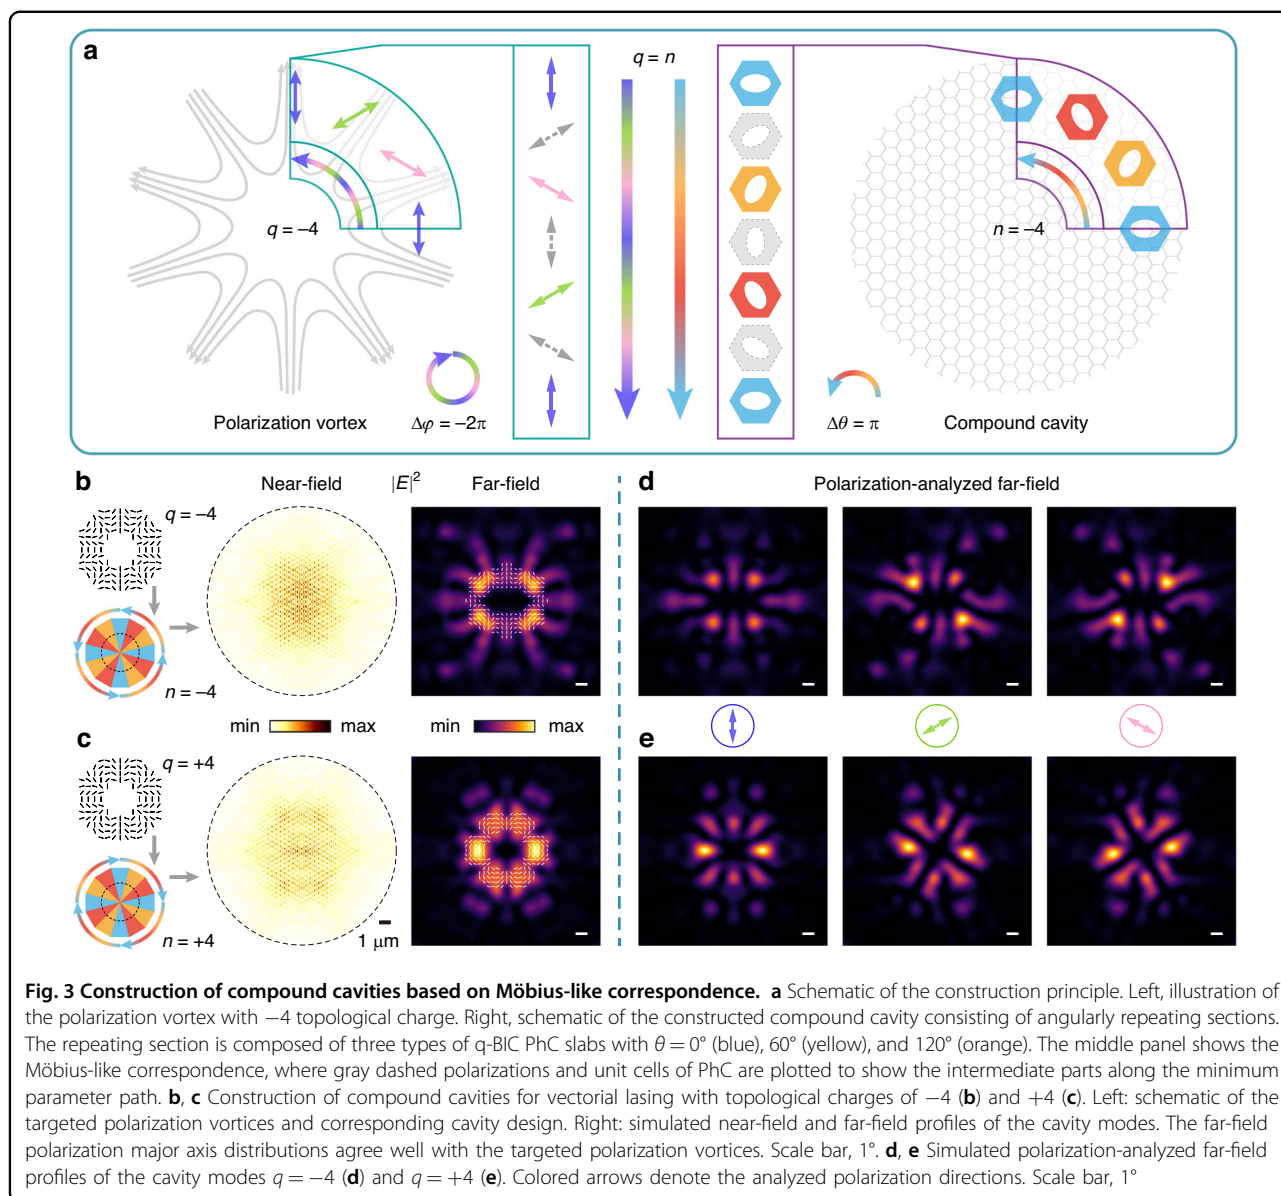 a
q = n
q = −4
n = −4
Polarization vortex
Δφ = −2π
Δθ = π
Compound cavity
b
Near-field
|E|²
Far-field
d
Polarization-analyzed far-field
q = −4
n = −4
min
max
min
max
c
e
q = +4
n = +4
1 μm
Fig. 3 Construction of compound cavities based on Möbius-like correspondence. a Schematic of the construction principle. Left, illustration of
the polarization vortex with −4 topological charge. Right, schematic of the constructed compound cavity consisting of angularly repeating sections.
The repeating section is composed of three types of q-BIC PhC slabs with θ = 0° (blue), 60° (yellow), and 120° (orange). The middle panel shows the
Möbius-like correspondence, where gray dashed polarizations and unit cells of PhC are plotted to show the intermediate parts along the minimum
parameter path. b, c Construction of compound cavities for vectorial lasing with topological charges of −4 (b) and +4 (c). Left: schematic of the
targeted polarization vortices and corresponding cavity design. Right: simulated near-field and far-field profiles of the cavity modes. The far-field
polarization major axis distributions agree well with the targeted polarization vortices. Scale bar, 1°. d, e Simulated polarization-analyzed far-field
profiles of the cavity modes q = −4 (d) and q = +4 (e). Colored arrows denote the analyzed polarization directions. Scale bar, 1°